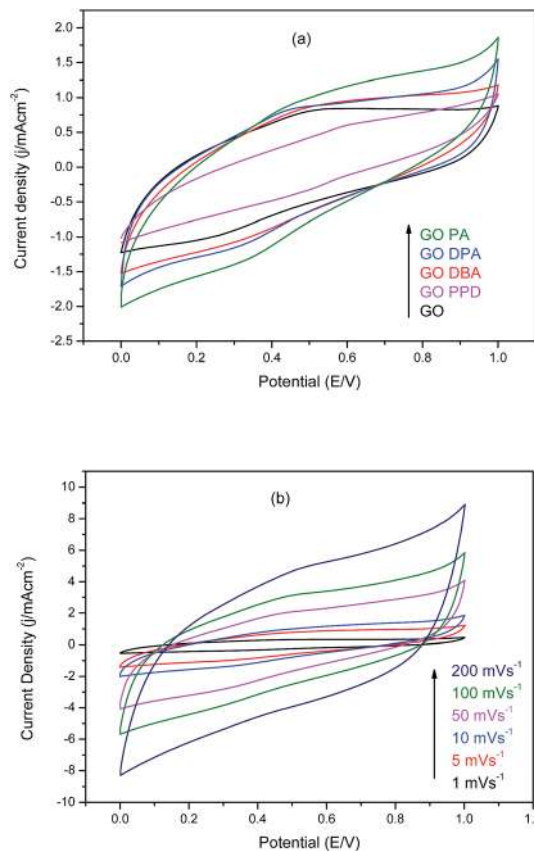 (a)
Current density (j/mAcm⁻²)
2.0
1.5
1.0
0.5
0.0
-0.5
-1.0
-1.5
-2.0
-2.5
GO PA
GO DPA
GO DBA
GO PPD
GO
0.0 0.2 0.4 0.6 0.8 1.0
Potential (E/V)
(b)
Current Density (j/mAcm⁻²)
10
8
6
4
2
0
-2
-4
-6
-8
-10
200 mVs⁻¹
100 mVs⁻¹
50 mVs⁻¹
10 mVs⁻¹
5 mVs⁻¹
1 mVs⁻¹
0.0 0.2 0.4 0.6 0.8 1.0 1.2
Potential (E/V)